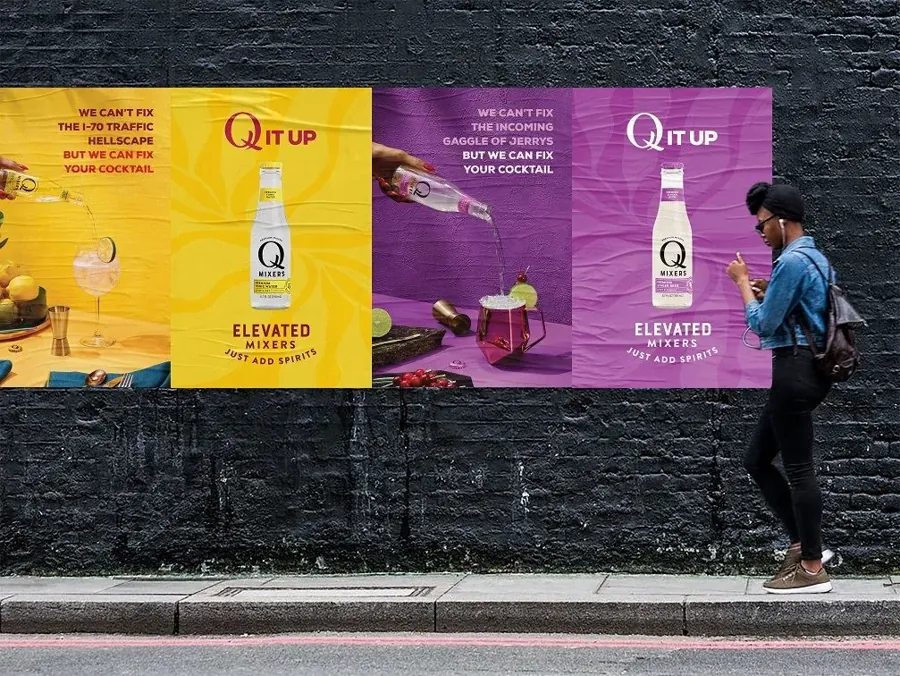 WE CAN'T FIX
THE I-70 TRAFFIC
HELLSCAPE
BUT WE CAN FIX
YOUR COCKTAIL
Q IT UP
Q
MIXERS
ELEVATED
MIXERS
JUST ADD SPIRITS
WE CAN'T FIX
THE INCOMING
GAGGLE OF JERRYS
BUT WE CAN FIX
YOUR COCKTAIL
Q IT UP
Q
MIXERS
ELEVATED
MIXERS
JUST ADD SPIRITS